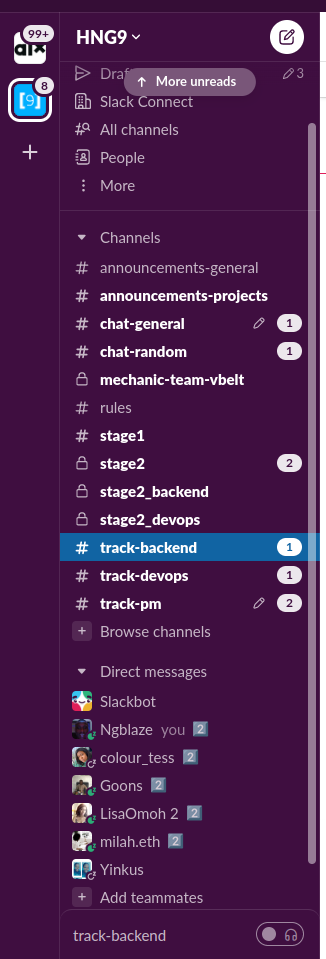 99+
aix
HNG9
[9]
8
Draf
3
More unreads
Slack Connect
All channels
People
More
Channels
announcements-general
announcements-projects
chat-general 1
chat-random 1
mechanic-team-vbelt
rules
stage1
stage2 2
stage2_backend
stage2_devops
track-backend 1
track-devops 1
track-pm 2
Browse channels
Direct messages
Slackbot
Ngblaze you 2
colour_tess 2
Goons 2
LisaOmoh 2 2
milah.eth 2
Yinkus
Add teammates
track-backend